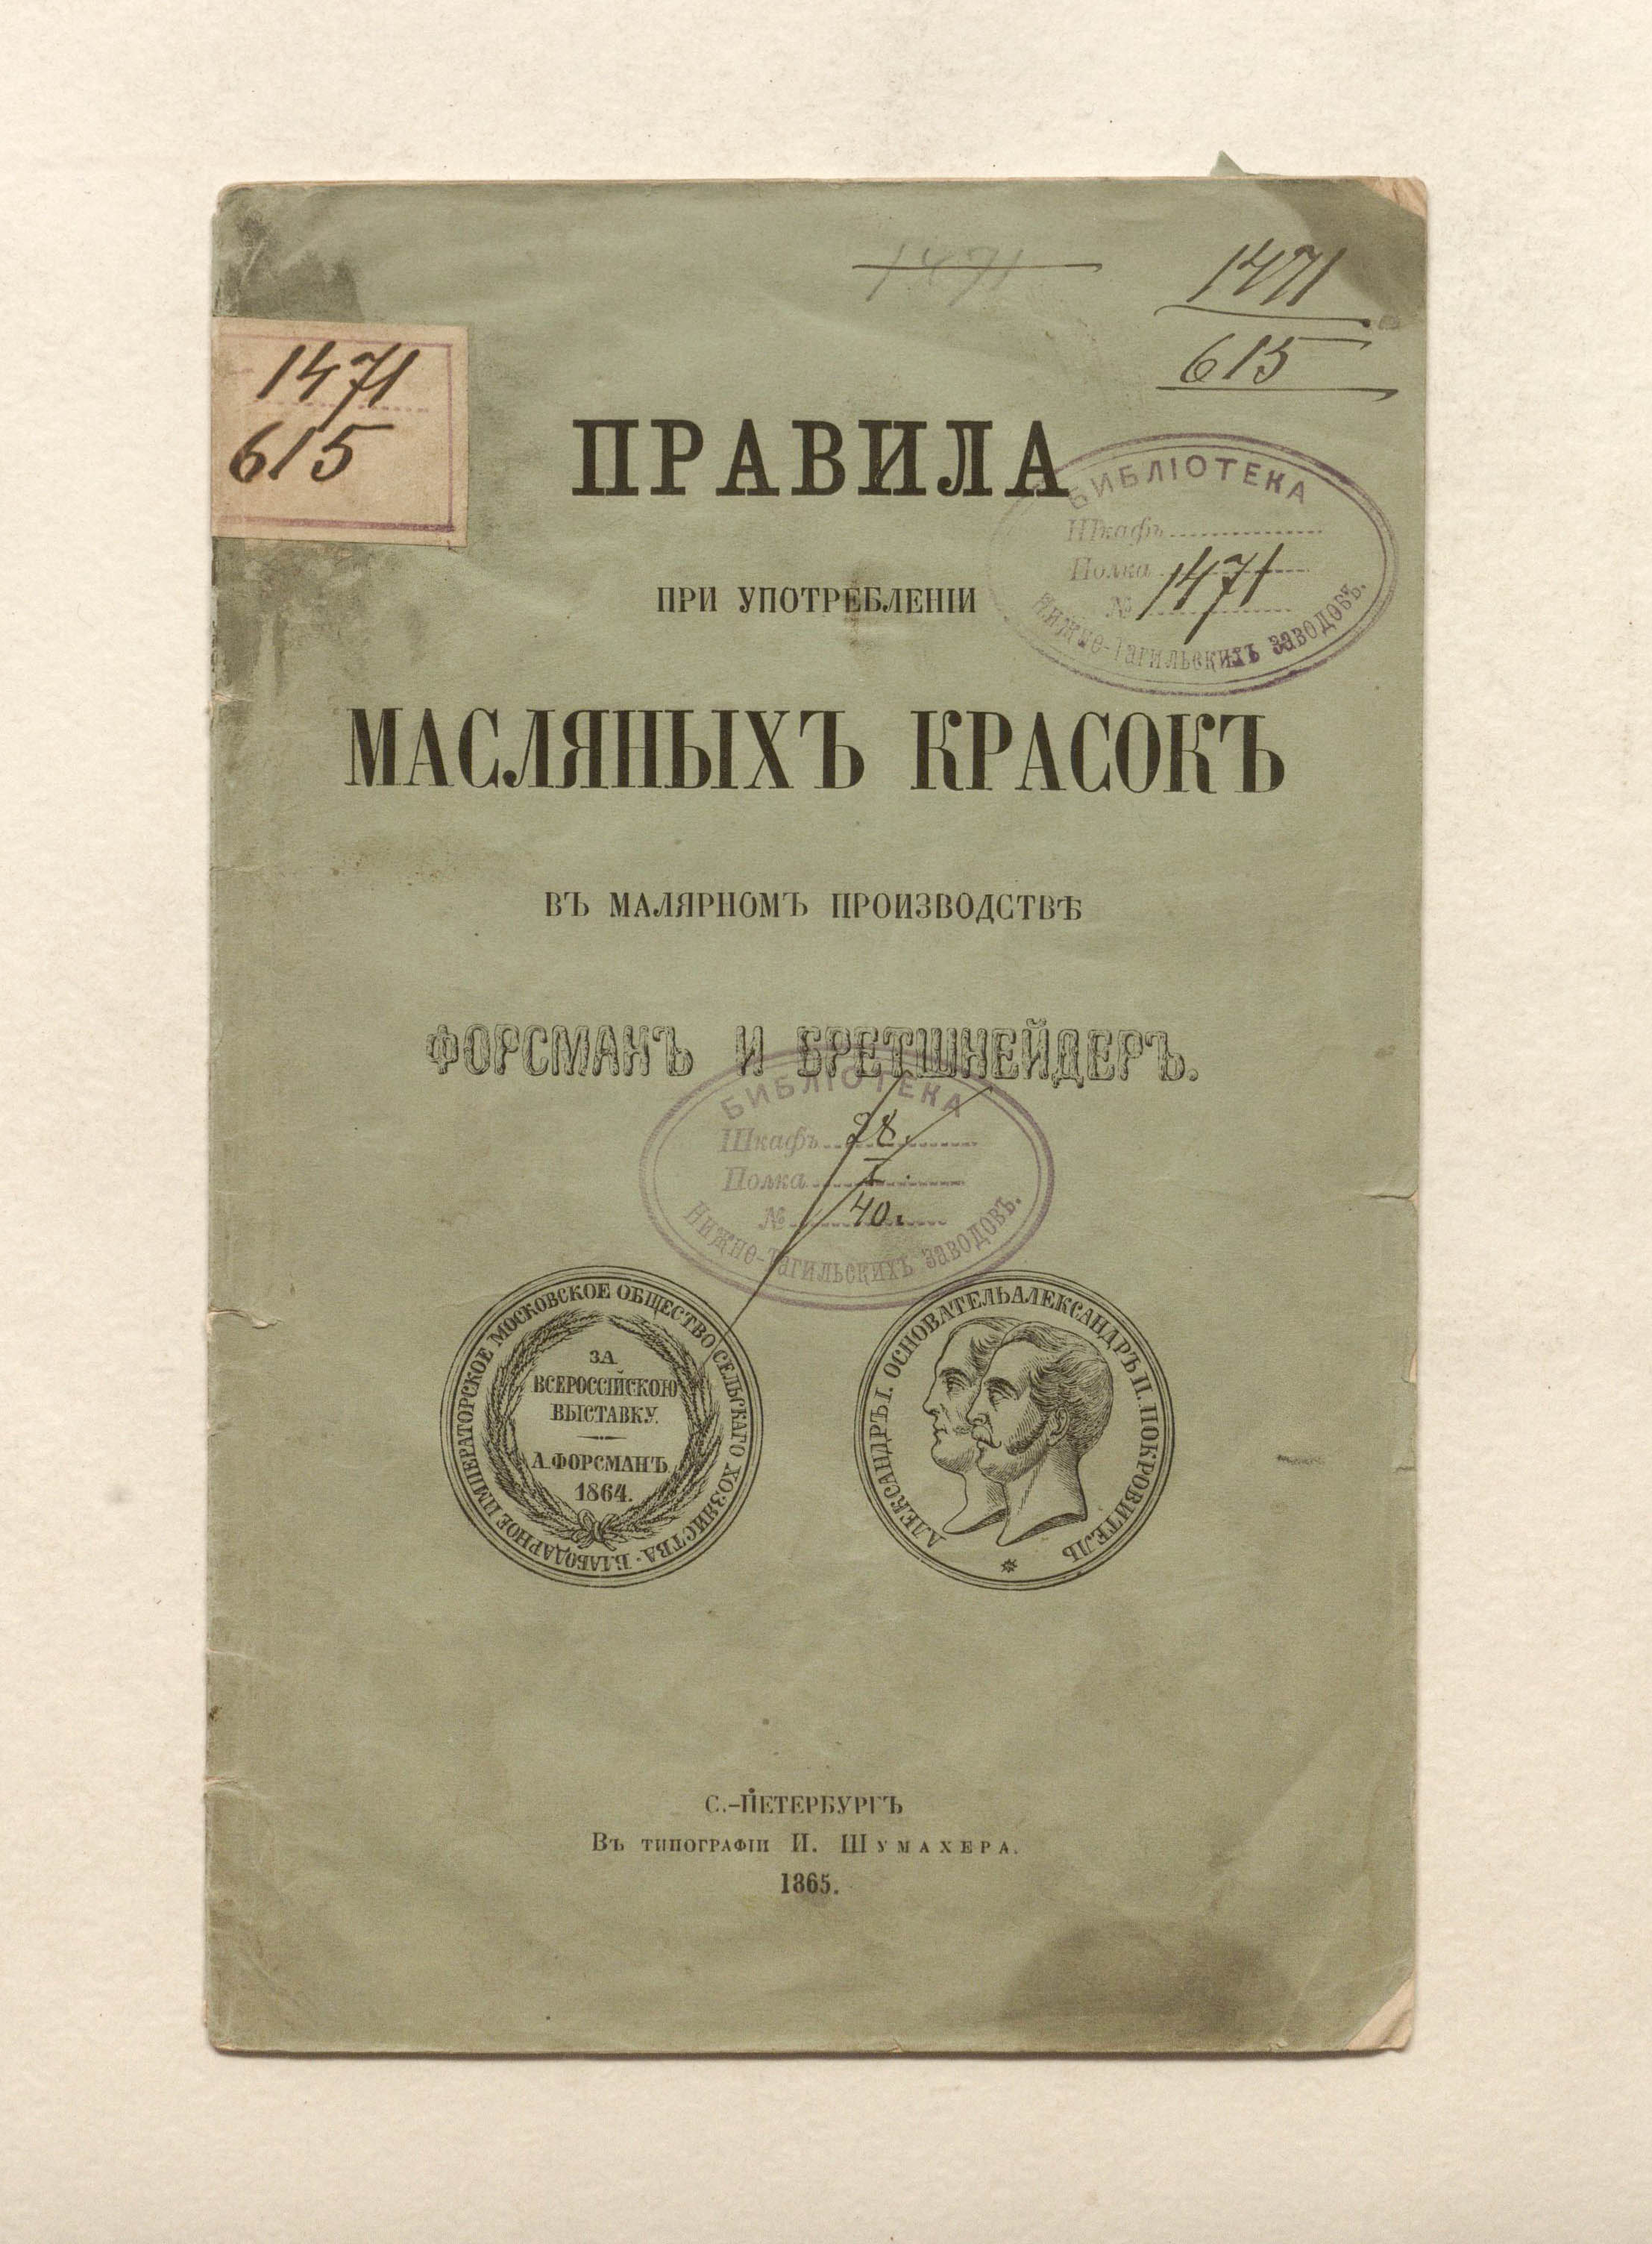 1471
1471
615
1471
615
ПРАВИЛА
БИБЛІОТЕКА
Шкафъ
Полка
№ 1471
Нижне-Тагильскихъ заводовъ.
ПРИ УПОТРЕБЛЕНІИ
МАСЛЯНЫХЪ КРАСОКЪ
ВЪ МАЛЯРНОМЪ ПРОИЗВОДСТВѢ
ФОРСМАНЪ И БРЕТШНЕЙДЕРЪ.
БИБЛІОТЕКА
Шкафъ 28.
Полка I.
№ 40.
Нижне-Тагильскихъ заводовъ.
БЛАГОДАРНОЕ ИМПЕРАТОРСКОЕ МОСКОВСКОЕ ОБЩЕСТВО СЕЛЬСКАГО ХОЗЯЙСТВА
ЗА
ВСЕРОССІЙСКОЮ
ВЫСТАВКУ.
А. ФОРСМАНЪ
1864.
АЛЕКСАНДРЪ I. ОСНОВАТЕЛЬ АЛЕКСАНДРЪ II. ПОКРОВИТЕЛЬ
С.-ПЕТЕРБУРГЪ
Въ типографіи И. Шумахера.
1865.